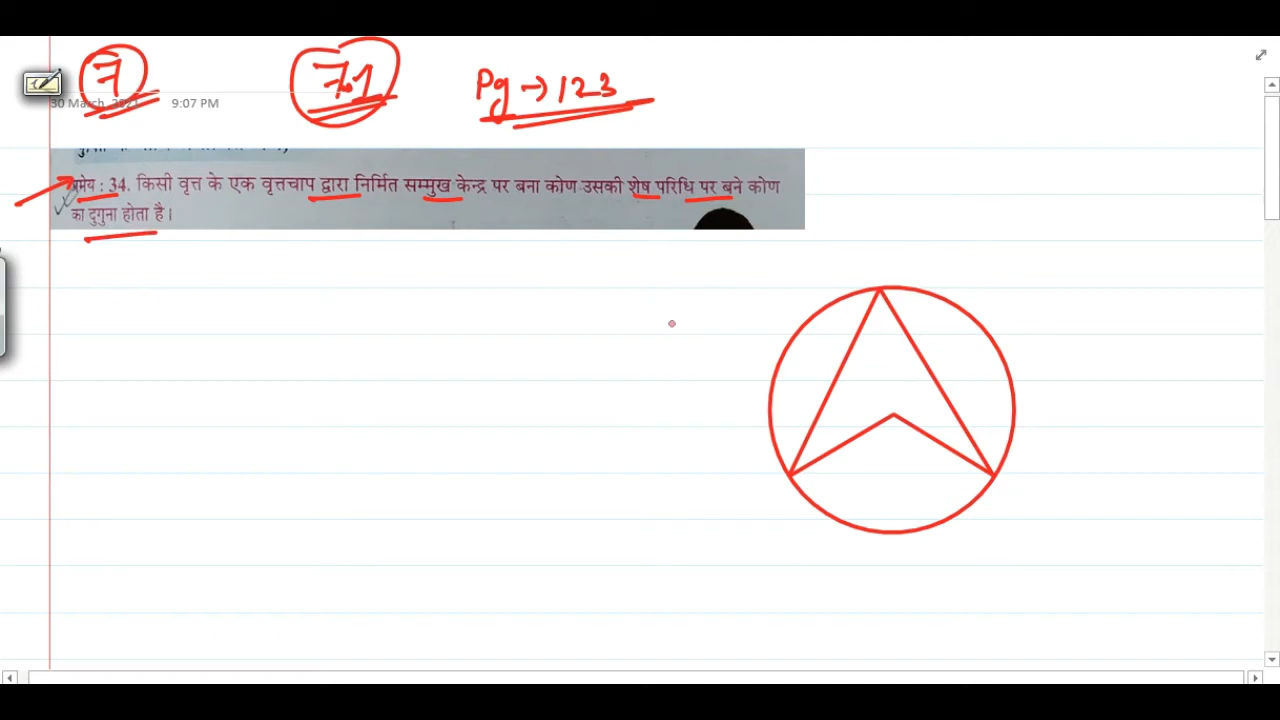 7 7.1 Pg → 123
30 March, 2021 9:07 PM
प्रमेय : 34. किसी वृत्त के एक वृत्तचाप द्वारा निर्मित सम्मुख केन्द्र पर बना कोण उसकी शेष परिधि पर बने कोण
का दुगुना होता है।